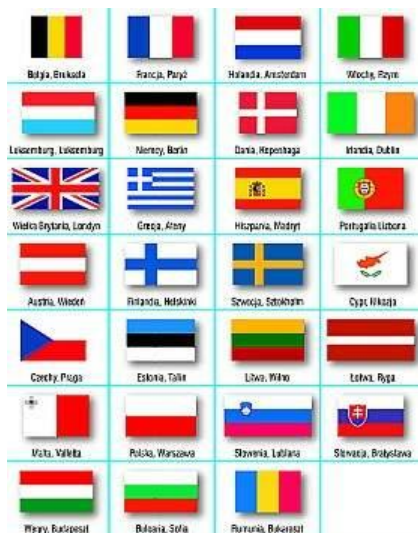 Belgia, Bruksela
Francja, Paryż
Holandia, Amsterdam
Włochy, Rzym
Luksemburg, Luksemburg
Niemcy, Berlin
Dania, Kopenhaga
Irlandia, Dublin
Wielka Brytania, Londyn
Grecja, Ateny
Hiszpania, Madryt
Portugalia Lizbona
Austria, Wiedeń
Finlandia, Helsinki
Szwecja, Sztokholm
Cypr, Nikozja
Czechy, Praga
Estonia, Tallin
Litwa, Wilno
Łotwa, Ryga
Malta, Valletta
Polska, Warszawa
Słowenia, Lublana
Słowacja, Bratysława
Węgry, Budapeszt
Bułgaria, Sofia
Rumunia, Bukareszt